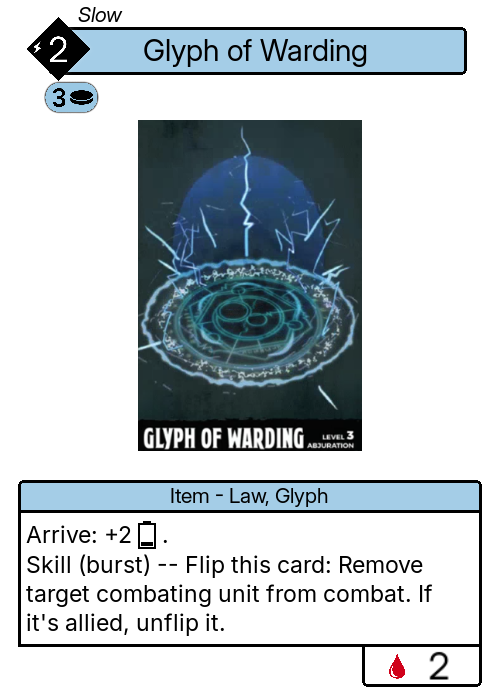 Slow
2 Glyph of Warding
3
GLYPH OF WARDING LEVEL 3
ABJURATION
Item - Law, Glyph
Arrive: +2 .
Skill (burst) -- Flip this card: Remove
target combating unit from combat. If
it's allied, unflip it.
2